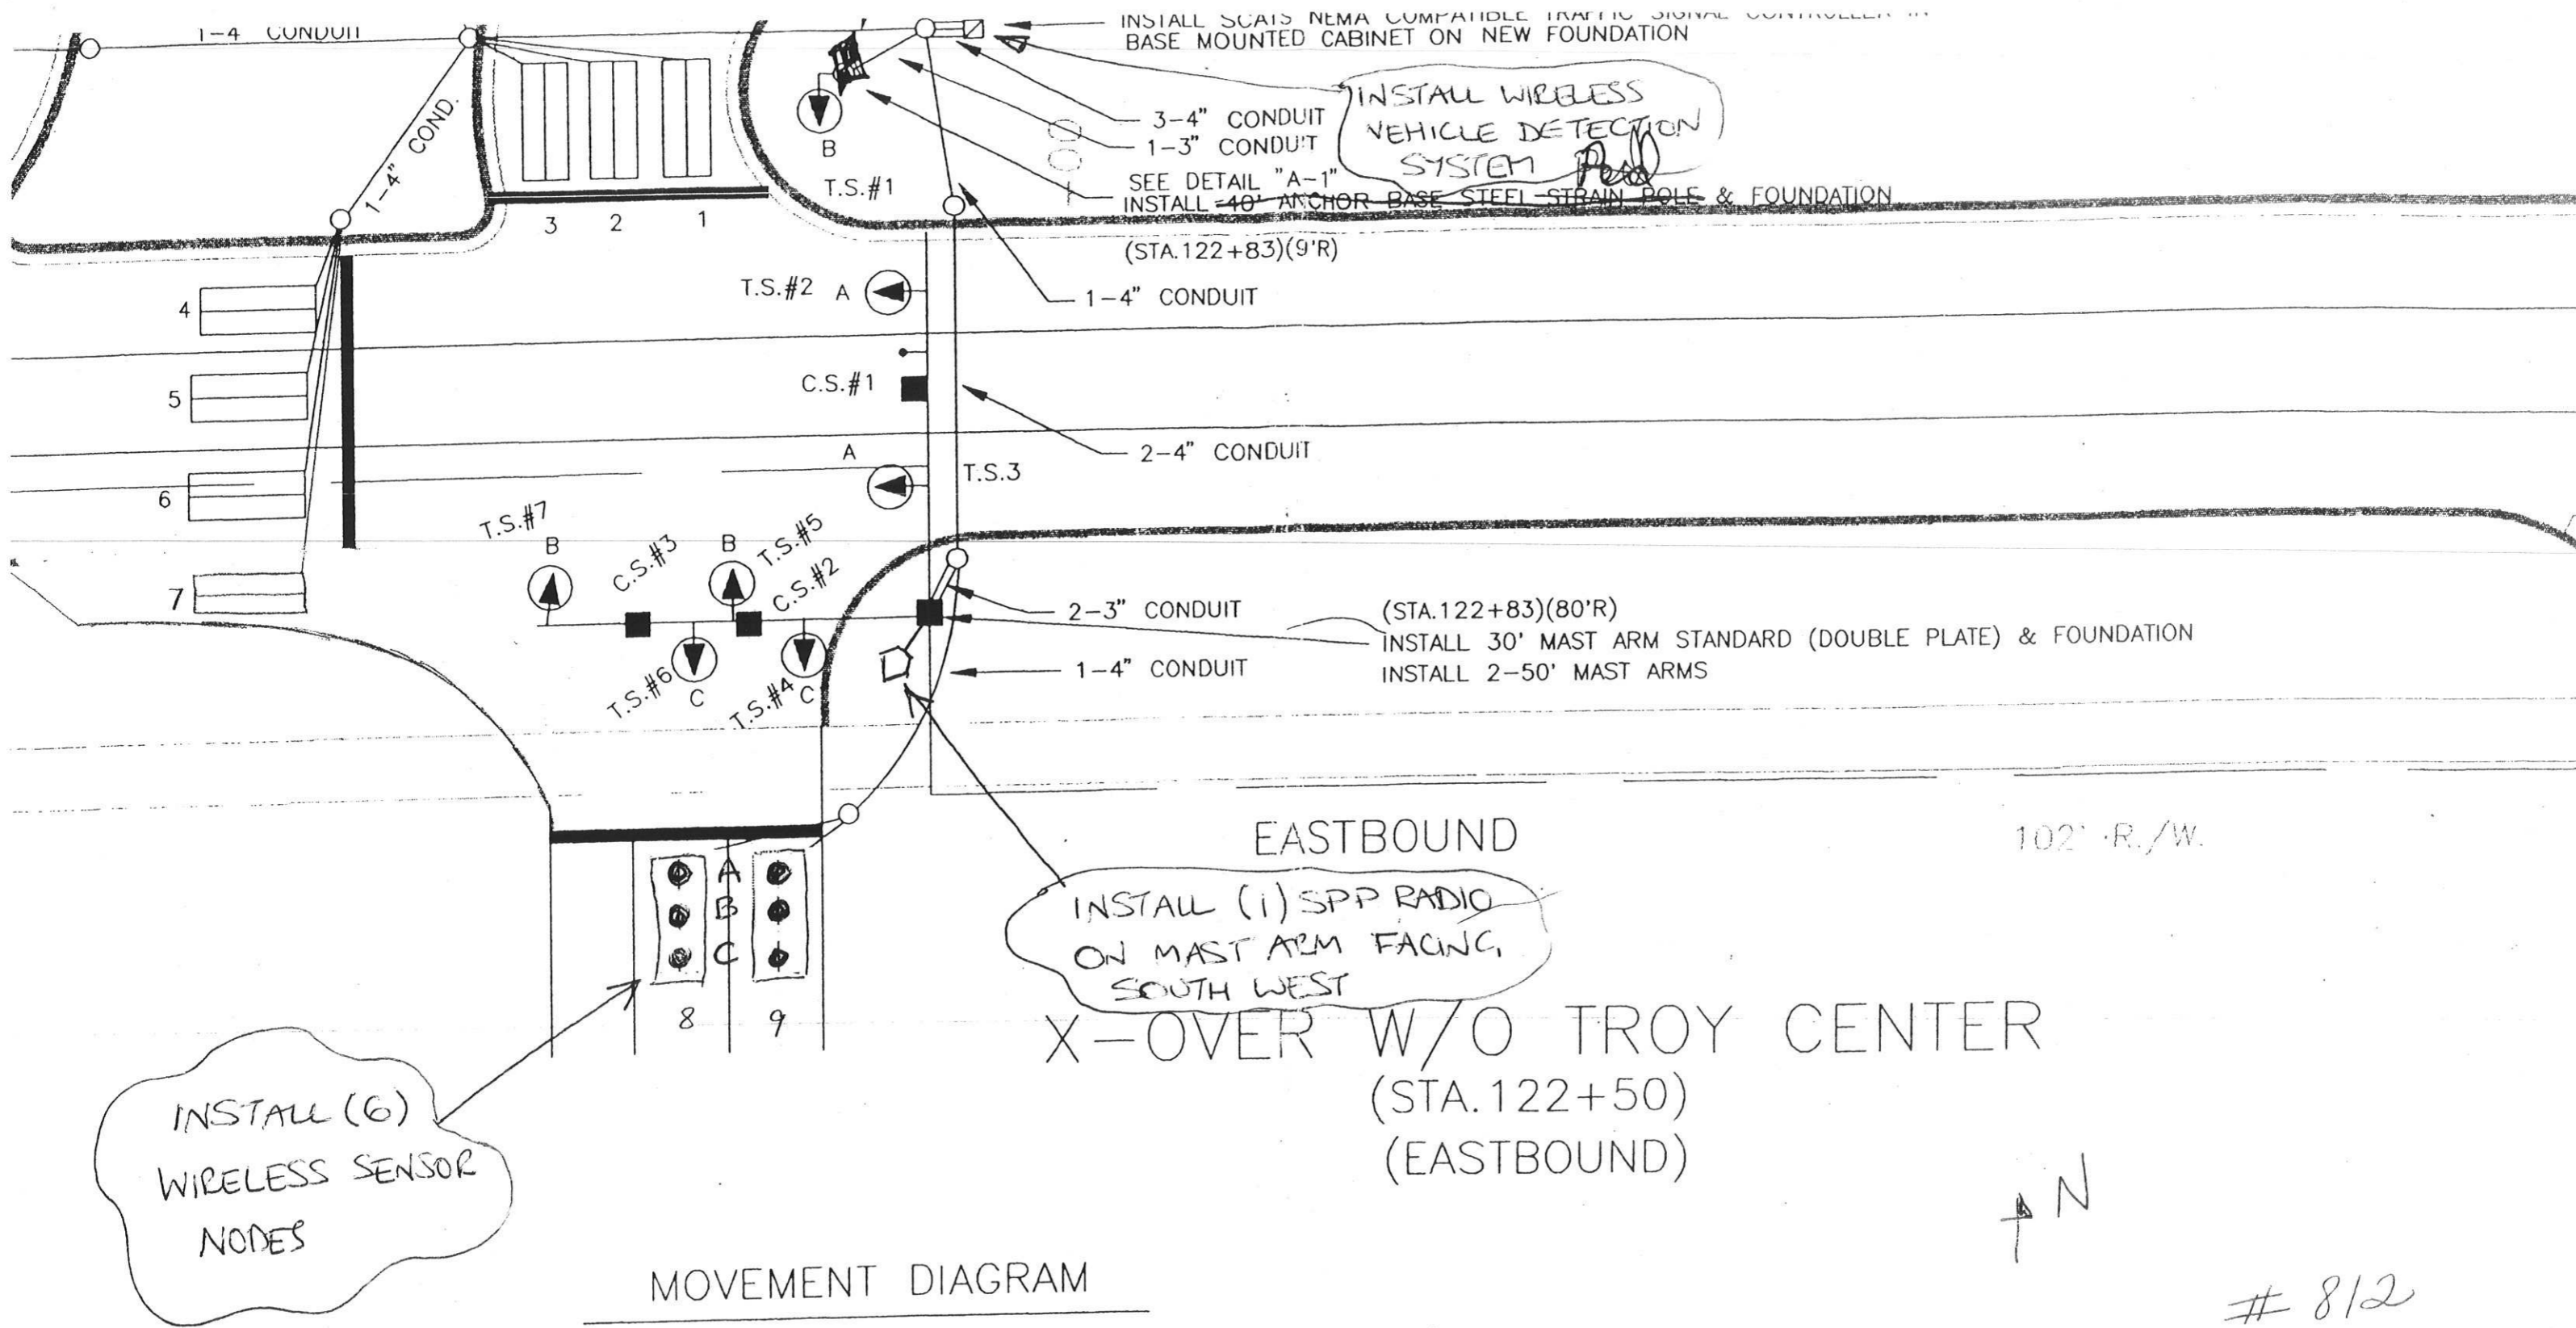 1-4 CONDUIT
INSTALL SCATS NEMA COMPATIBLE TRAFFIC SIGNAL CONTROLLER IN
BASE MOUNTED CABINET ON NEW FOUNDATION
INSTALL WIRELESS
VEHICLE DETECTION
SYSTEM
1-4" COND.
3-4" CONDUIT
1-3" CONDUIT
B
T.S.#1
SEE DETAIL "A-1"
INSTALL 40' ANCHOR BASE STEEL STRAIN POLE & FOUNDATION
3
2
1
(STA.122+83)(9'R)
T.S.#2
A
1-4" CONDUIT
4
C.S.#1
5
2-4" CONDUIT
A
T.S.3
6
T.S.#7
B
C.S.#3
B
T.S.#5
C.S.#2
7
2-3" CONDUIT
(STA.122+83)(80'R)
INSTALL 30' MAST ARM STANDARD (DOUBLE PLATE) & FOUNDATION
1-4" CONDUIT
INSTALL 2-50' MAST ARMS
T.S.#6
C
T.S.#4
C
EASTBOUND
102' R./W.
A
B
C
8
9
INSTALL (1) SPP RADIO
ON MAST ARM FACING
SOUTH WEST
X-OVER W/O TROY CENTER
(STA.122+50)
(EASTBOUND)
INSTALL (6)
WIRELESS SENSOR
NODES
N
MOVEMENT DIAGRAM
# 812